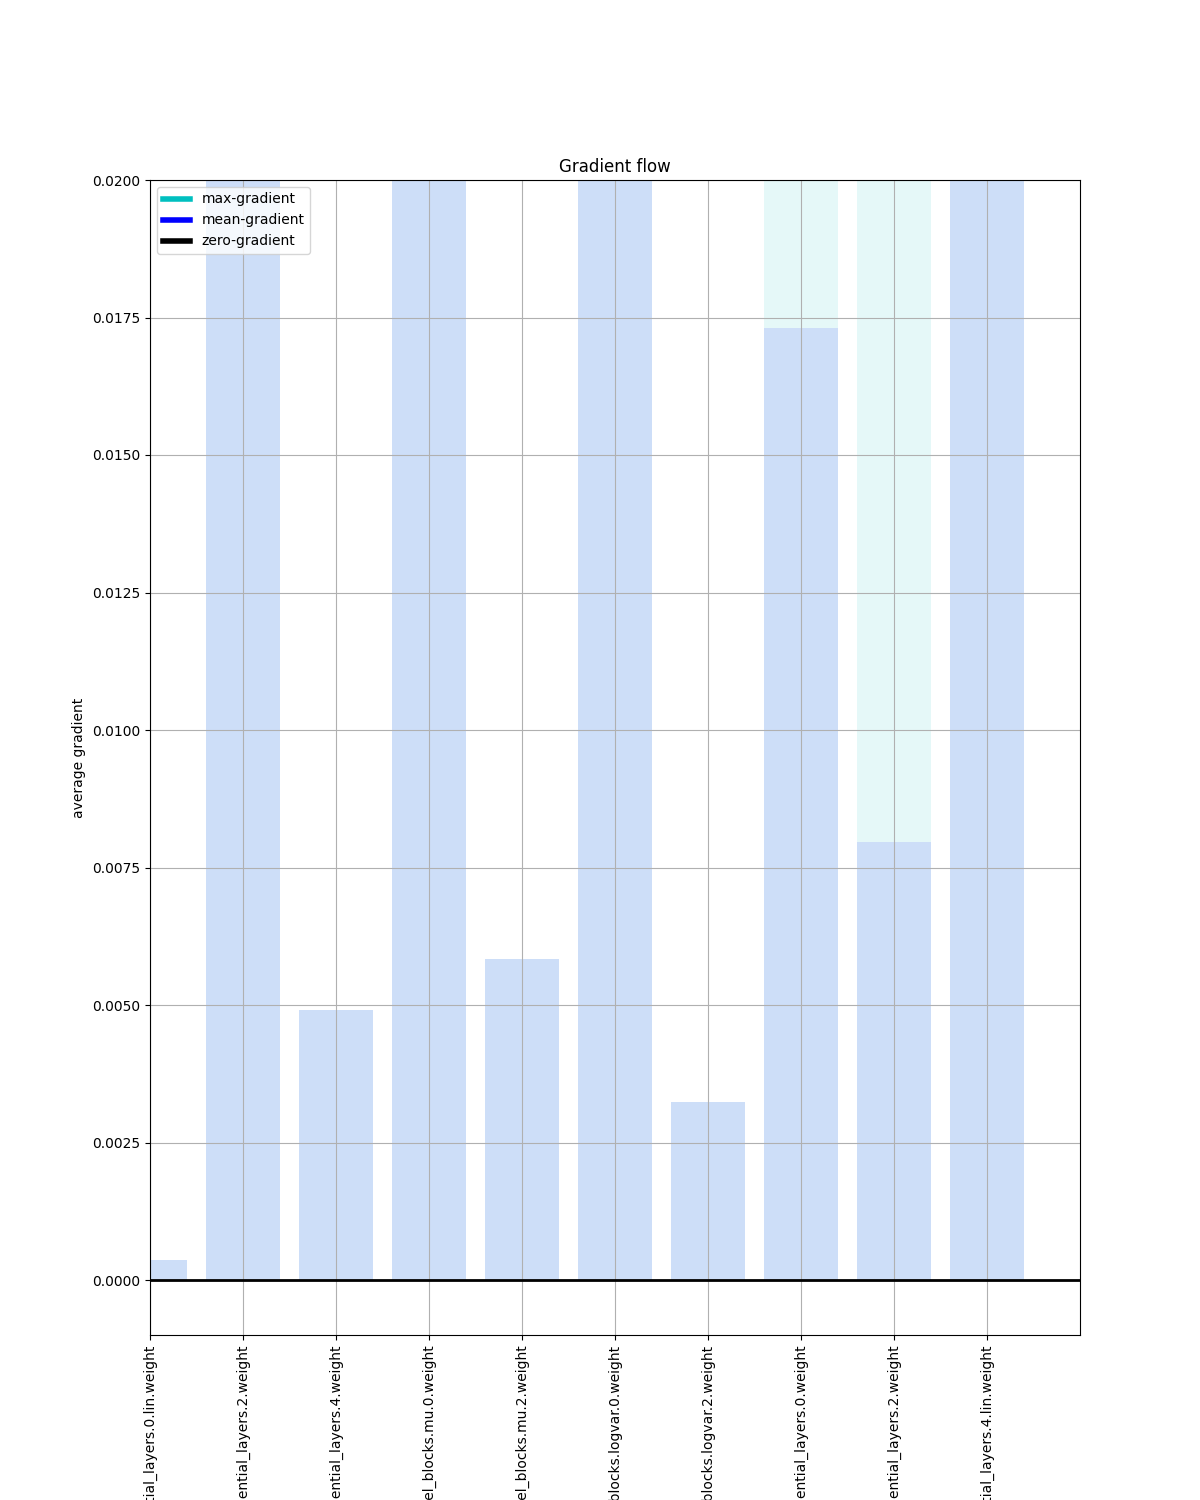 Gradient flow
max-gradient
mean-gradient
zero-gradient
0.0200
0.0175
0.0150
0.0125
0.0100
0.0075
0.0050
0.0025
0.0000
average gradient
tial_layers.0.lin.weight
ential_layers.2.weight
ential_layers.4.weight
el_blocks.mu.0.weight
el_blocks.mu.2.weight
blocks.logvar.0.weight
blocks.logvar.2.weight
ential_layers.0.weight
ential_layers.2.weight
tial_layers.4.lin.weight